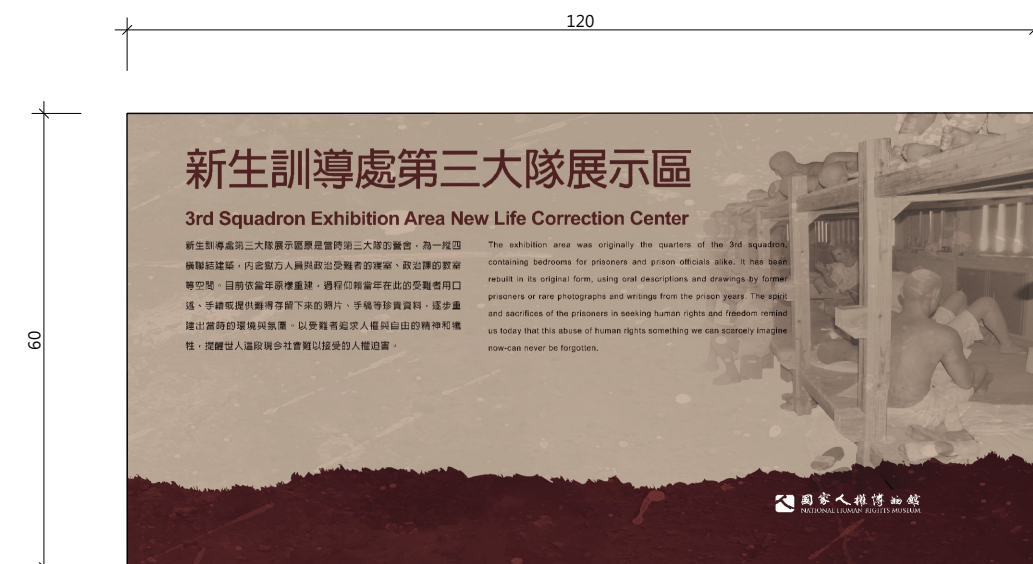 120
60
新生訓導處第三大隊展示區
3rd Squadron Exhibition Area New Life Correction Center
新生訓導處第三大隊展示區原是當時第三大隊的營舍，為一縱四
橫聯結建築，內含獄方人員與政治受難者的寢室、政治課的教室
等空間。目前依當年原樣重建，過程仰賴當年在此的受難者用口
述、手繪或提供難得存留下來的照片、手稿等珍貴資料，逐步重
建出當時的環境與氛圍。以受難者追求人權與自由的精神和犧
牲，提醒世人這段現今社會難以接受的人權迫害。
The exhibition area was originally the quarters of the 3rd squadron,
containing bedrooms for prisoners and prison officials alike. It has been
rebuilt in its original form, using oral descriptions and drawings by former
prisoners or rare photographs and writings from the prison years. The spirit
and sacrifices of the prisoners in seeking human rights and freedom remind
us today that this abuse of human rights something we can scarcely imagine
now-can never be forgotten.
國家人權博物館
NATIONAL HUMAN RIGHTS MUSEUM